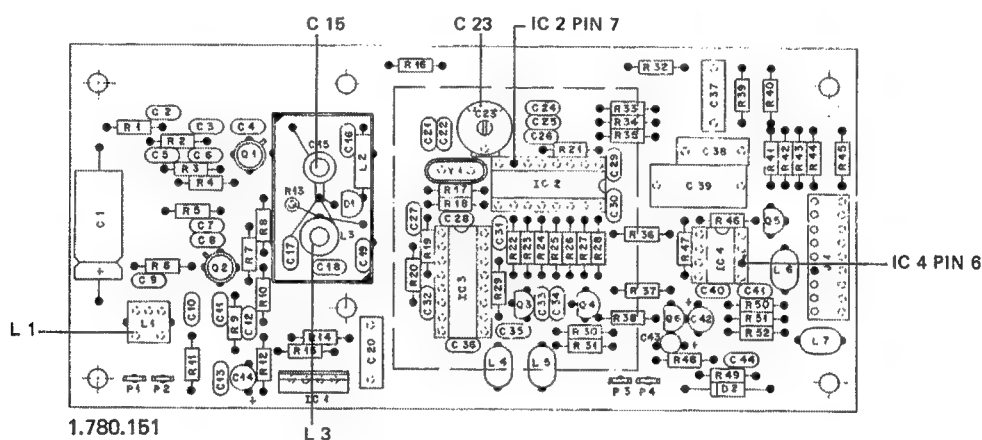 C 15 C 23 IC 2 PIN 7
R 16 R 32
C 37 R 39 R 40
C 2 C 3 C 4
R 1 R 2
C 5 C 6 Q 1
R 3
R 4
C 1
R 5
C 7
C 8
Q 2
R 6
C 9
R 7 R 8
R 10
C 15 C 16 L 2
R 13 D1
L 3
C 17 C 18 C 19
C 21 C 22 C 23 C 24
C 25
C 26
R 33
R 34
R 35
R 21
Y 1
R 17
R 18
IC 2
C 29
C 30
C 38
C 39
R 41 R 42 R 43 R 44 R 45
C 27 C 28 C 31
R 19 R 20
IC 3
C 32 R 29
R 22 R 23 R 24 R 25 R 26 R 27 R 28
R 36
R 46 Q 5
R 47 IC 4
L 6 J 4
IC 4 PIN 6
C 40 C 41
R 37
R 38
Q 3 C 33 C 34 Q 4
C 35
R 30
R 31
C 36
L 4 L 5
Q 6 C 42
C 43
R 50
R 51
R 52
L 7
R 48
C 44
R 49
D 2
P 3 P 4
L 1
L 1
C 10 C 11 R 9 C 12
R 11 C 13 C 14 R 12
R 14
R 15
C 20
IC 1
P 1 P 2
1.780.151
L 3